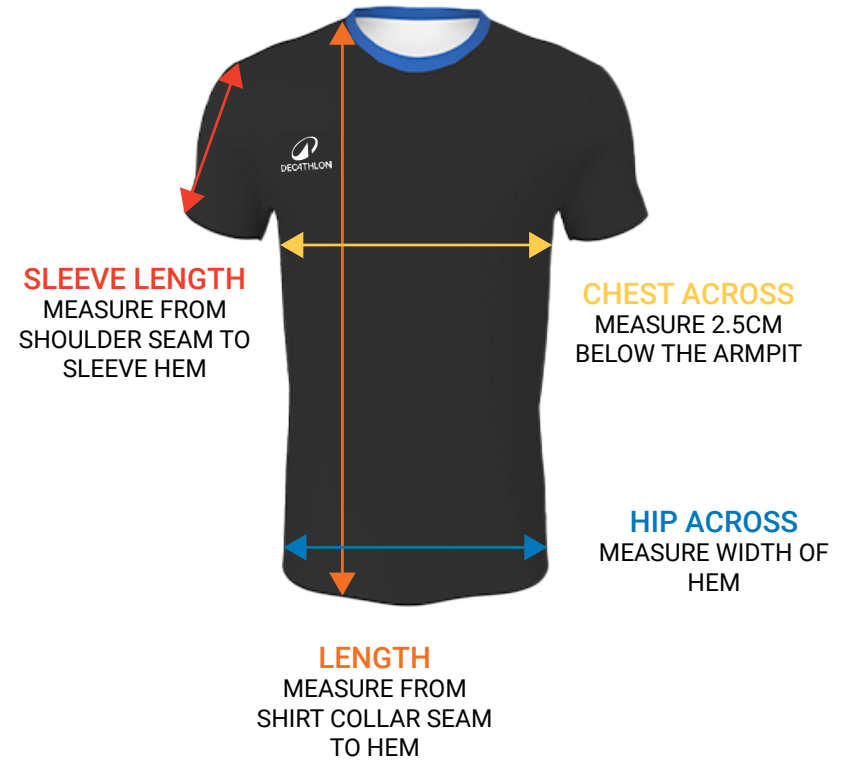 DECATHLON
SLEEVE LENGTH
MEASURE FROM
SHOULDER SEAM TO
SLEEVE HEM
CHEST ACROSS
MEASURE 2.5CM
BELOW THE ARMPIT
HIP ACROSS
MEASURE WIDTH OF
HEM
LENGTH
MEASURE FROM
SHIRT COLLAR SEAM
TO HEM